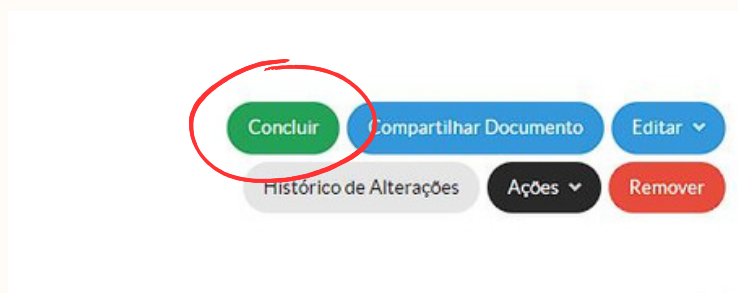 Concluir Compartilhar Documento Editar
Histórico de Alterações Ações Remover